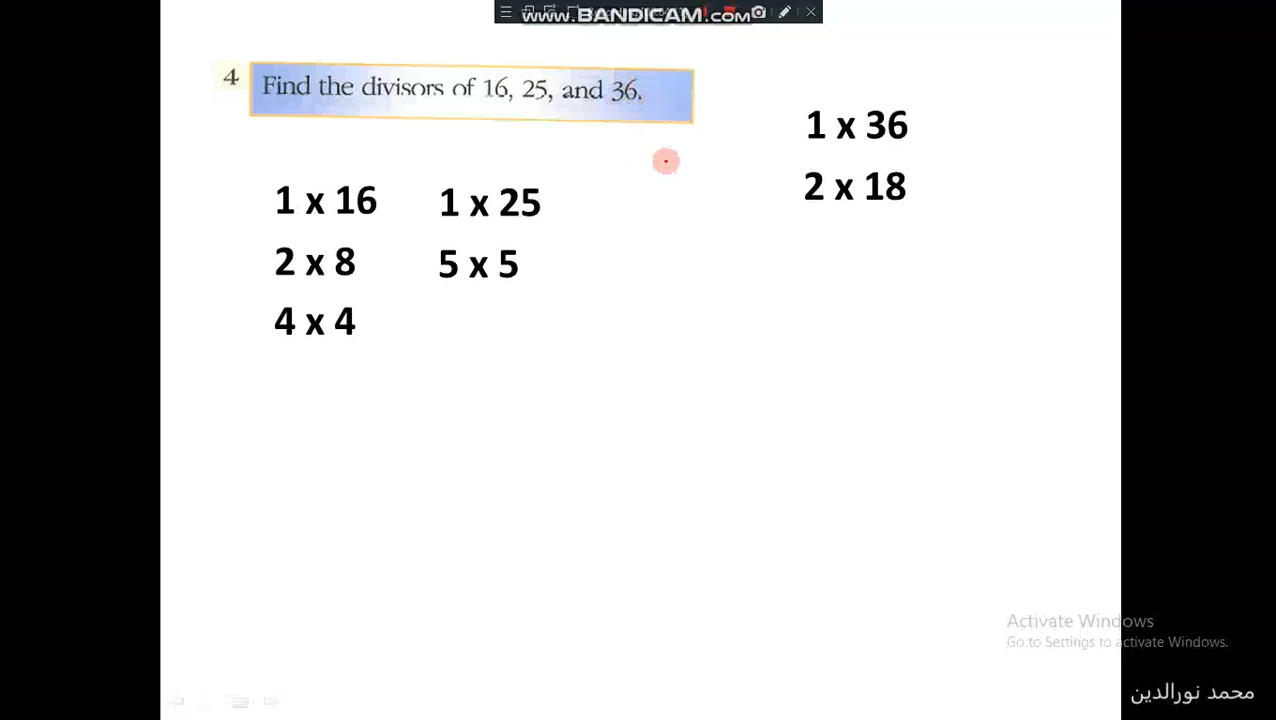 www.BANDICAM.com
4 Find the divisors of 16, 25, and 36.
1 x 16
2 x 8
4 x 4
1 x 25
5 x 5
1 x 36
2 x 18
Activate Windows
Go to Settings to activate Windows.
محمد نورالدين